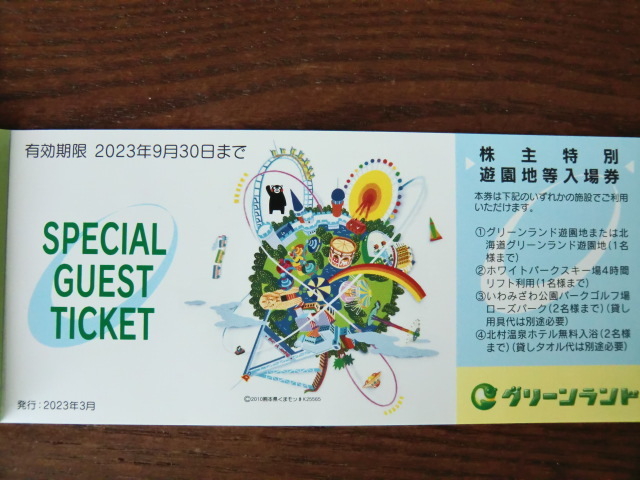 有効期限 2023年9月30日まで
SPECIAL
GUEST
TICKET
発行：2023年3月
©2010熊本県くまモン#K25565
株主特別
遊園地等入場券
本券は下記のいずれかの施設でご利用
いただけます。
①グリーンランド遊園地または北
海道グリーンランド遊園地(1名
様まで)
②ホワイトパークスキー場4時間
リフト利用(1名様まで)
③いわみざわ公園パークゴルフ場
ローズパーク(2名様まで)(貸し
用具代は別途必要)
④北村温泉ホテル無料入浴(2名様
まで)(貸しタオル代は別途必要)
グリーンランド